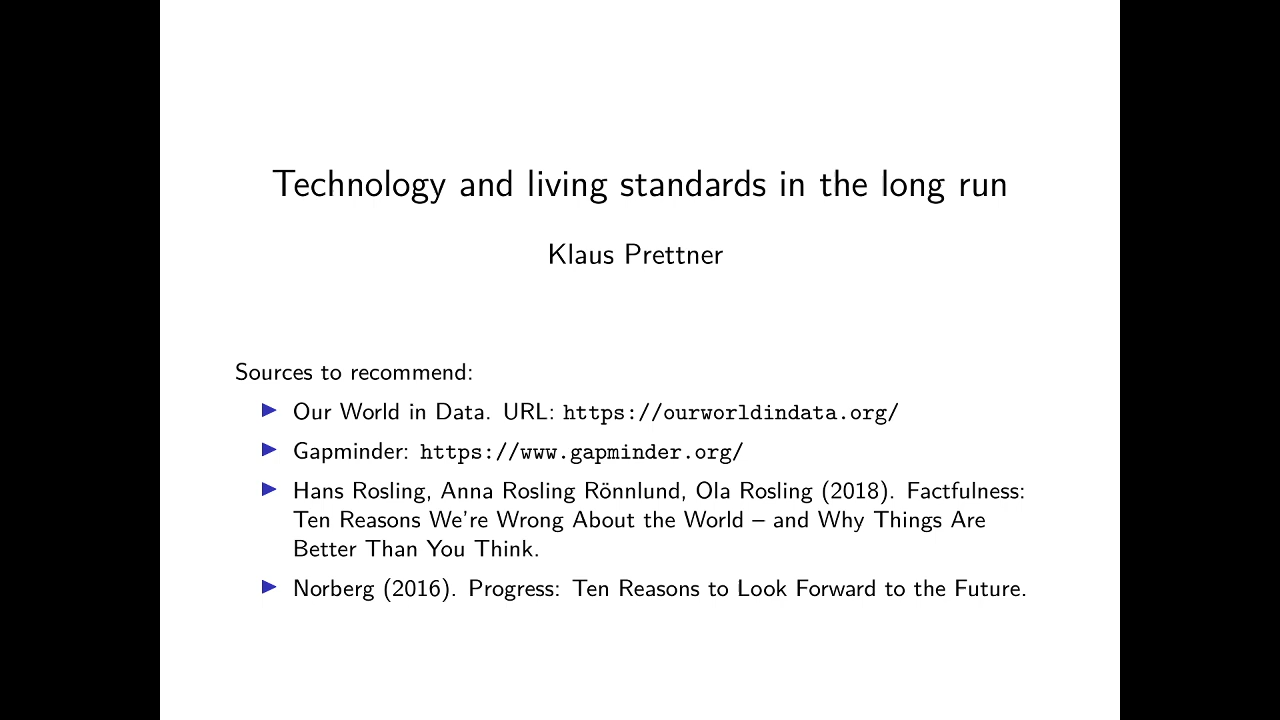 Technology and living standards in the long run
Klaus Prettner
Sources to recommend:
Our World in Data. URL: https://ourworldindata.org/
Gapminder: https://www.gapminder.org/
Hans Rosling, Anna Rosling Rönnlund, Ola Rosling (2018). Factfulness:
Ten Reasons We're Wrong About the World – and Why Things Are
Better Than You Think.
Norberg (2016). Progress: Ten Reasons to Look Forward to the Future.